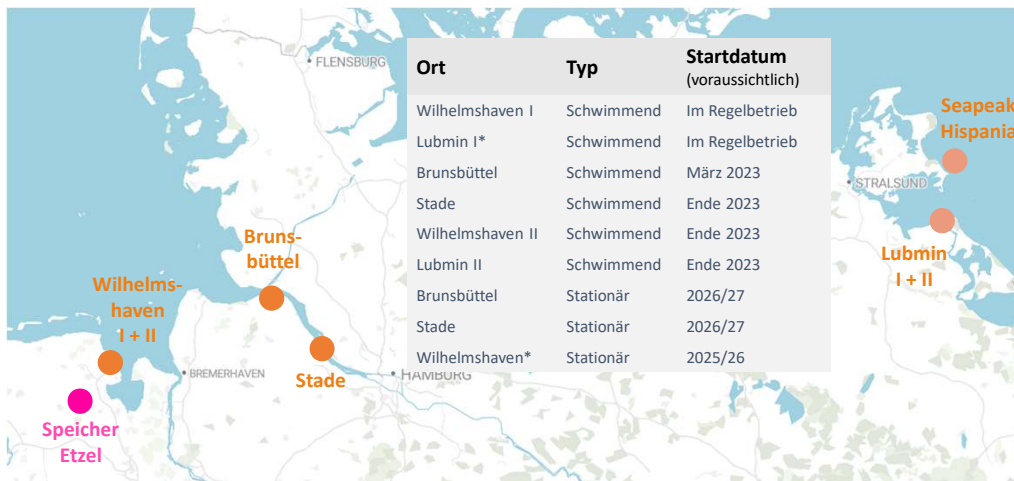 FLENSBURG
Ort Typ Startdatum
(voraussichtlich)
Wilhelmshaven I Schwimmend Im Regelbetrieb
Lubmin I* Schwimmend Im Regelbetrieb
Brunsbüttel Schwimmend März 2023
Stade Schwimmend Ende 2023
Wilhelmshaven II Schwimmend Ende 2023
Lubmin II Schwimmend Ende 2023
Brunsbüttel Stationär 2026/27
Stade Stationär 2026/27
Wilhelmshaven* Stationär 2025/26
Seapeak
Hispania
STRALSUND
Lubmin
I + II
Bruns-
büttel
Wilhelms-
haven
I + II
BREMERHAVEN
Stade
HAMBURG
Speicher
Etzel